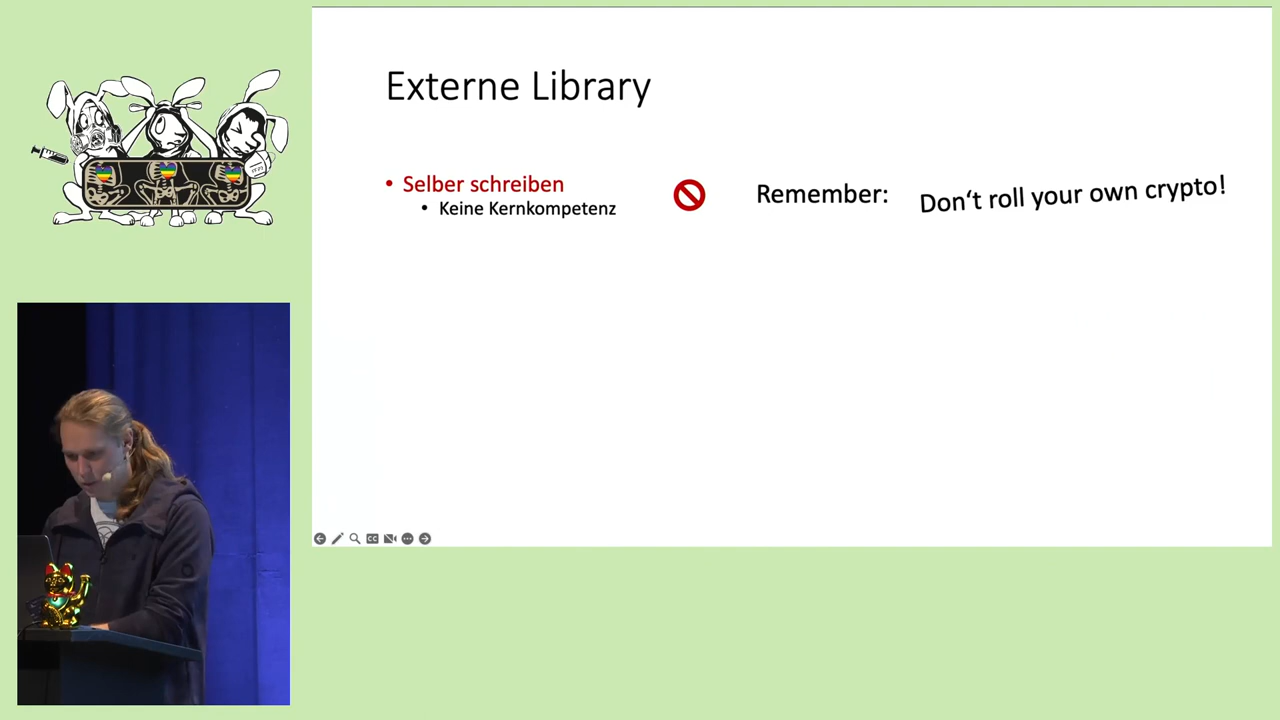 Externe Library
• Selber schreiben
• Keine Kernkompetenz
Remember:
Don‘t roll your own crypto!